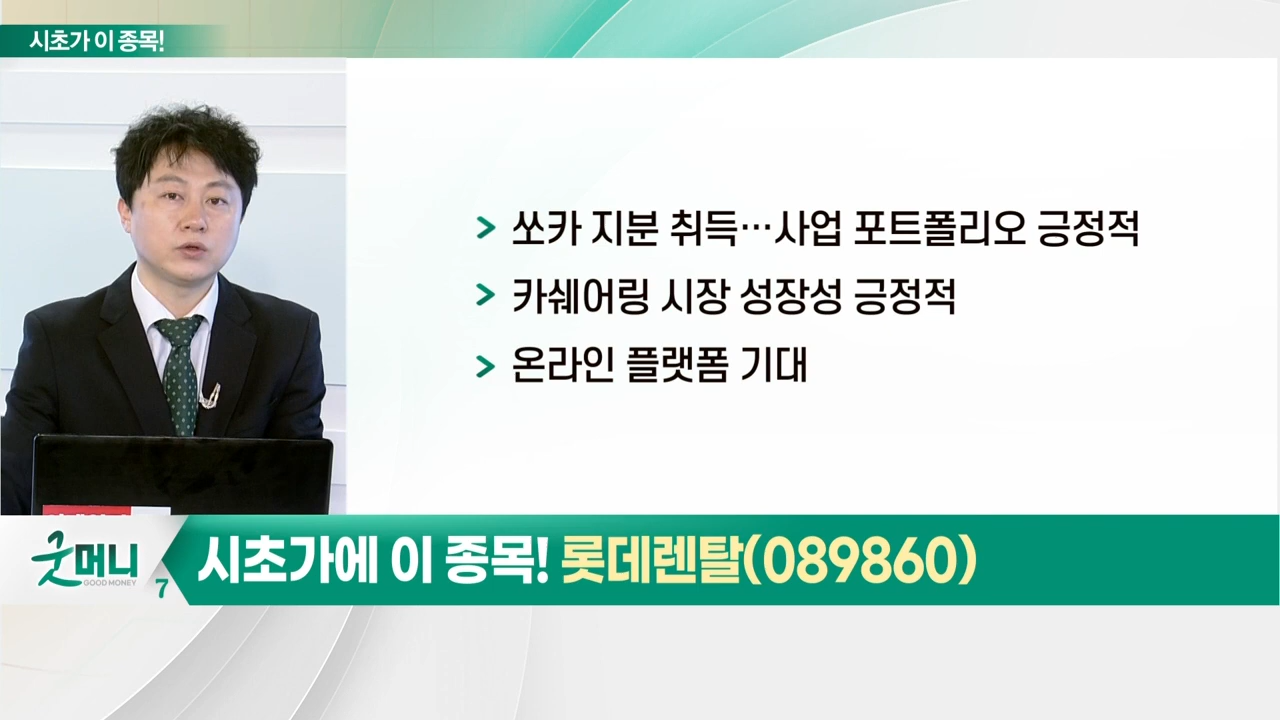 시초가 이 종목!
> 쏘카 지분 취득…사업 포트폴리오 긍정적
> 카쉐어링 시장 성장성 긍정적
> 온라인 플랫폼 기대
굿머니
GOOD MONEY
7
시초가에 이 종목! 롯데렌탈(089860)